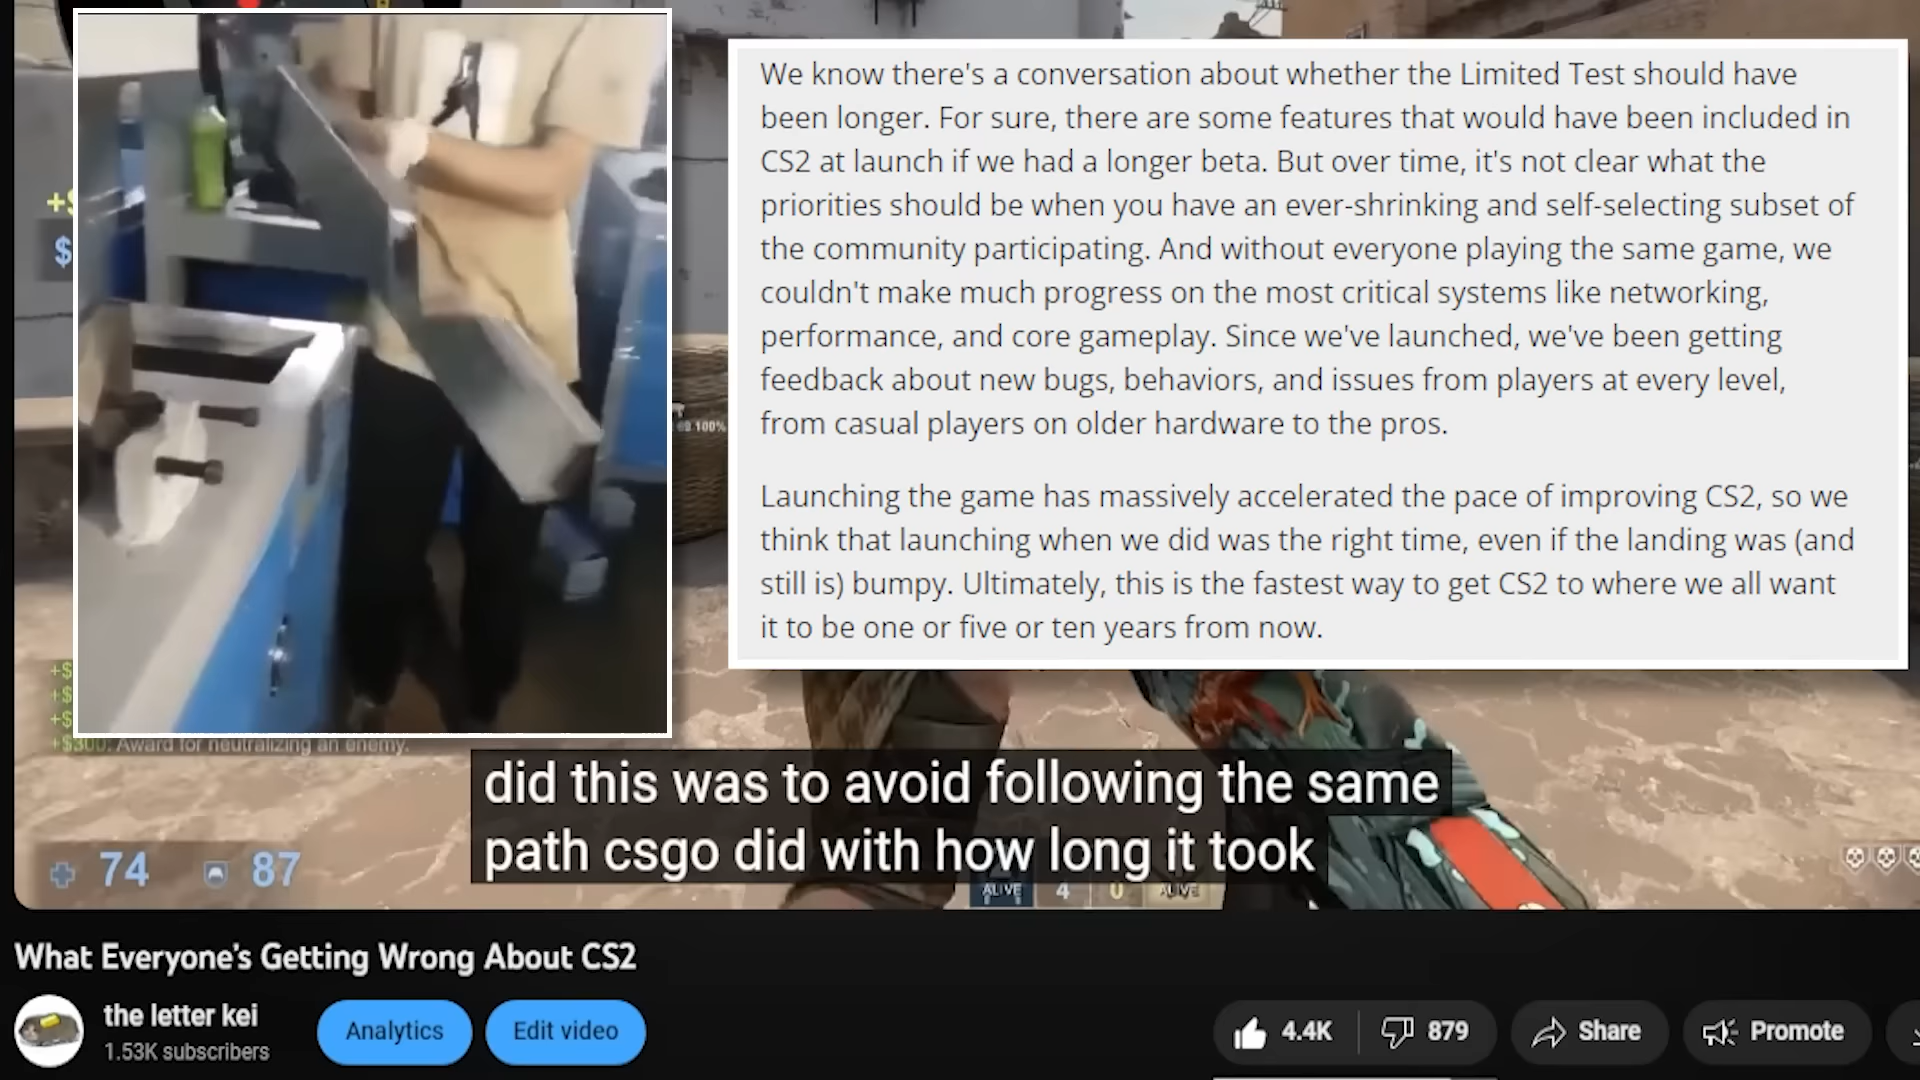 We know there's a conversation about whether the Limited Test should have
been longer. For sure, there are some features that would have been included in
CS2 at launch if we had a longer beta. But over time, it's not clear what the
priorities should be when you have an ever-shrinking and self-selecting subset of
the community participating. And without everyone playing the same game, we
couldn't make much progress on the most critical systems like networking,
performance, and core gameplay. Since we've launched, we've been getting
feedback about new bugs, behaviors, and issues from players at every level,
from casual players on older hardware to the pros.
Launching the game has massively accelerated the pace of improving CS2, so we
think that launching when we did was the right time, even if the landing was (and
still is) bumpy. Ultimately, this is the fastest way to get CS2 to where we all want
it to be one or five or ten years from now.
+$
$
100%
+$
+$
+$
+$300: Award for neutralizing an enemy.
did this was to avoid following the same
path csgo did with how long it took
74 87
ALIVE 4 0 ALIVE
What Everyone's Getting Wrong About CS2
the letter kei
1.53K subscribers
Analytics Edit video 4.4K 879 Share Promote